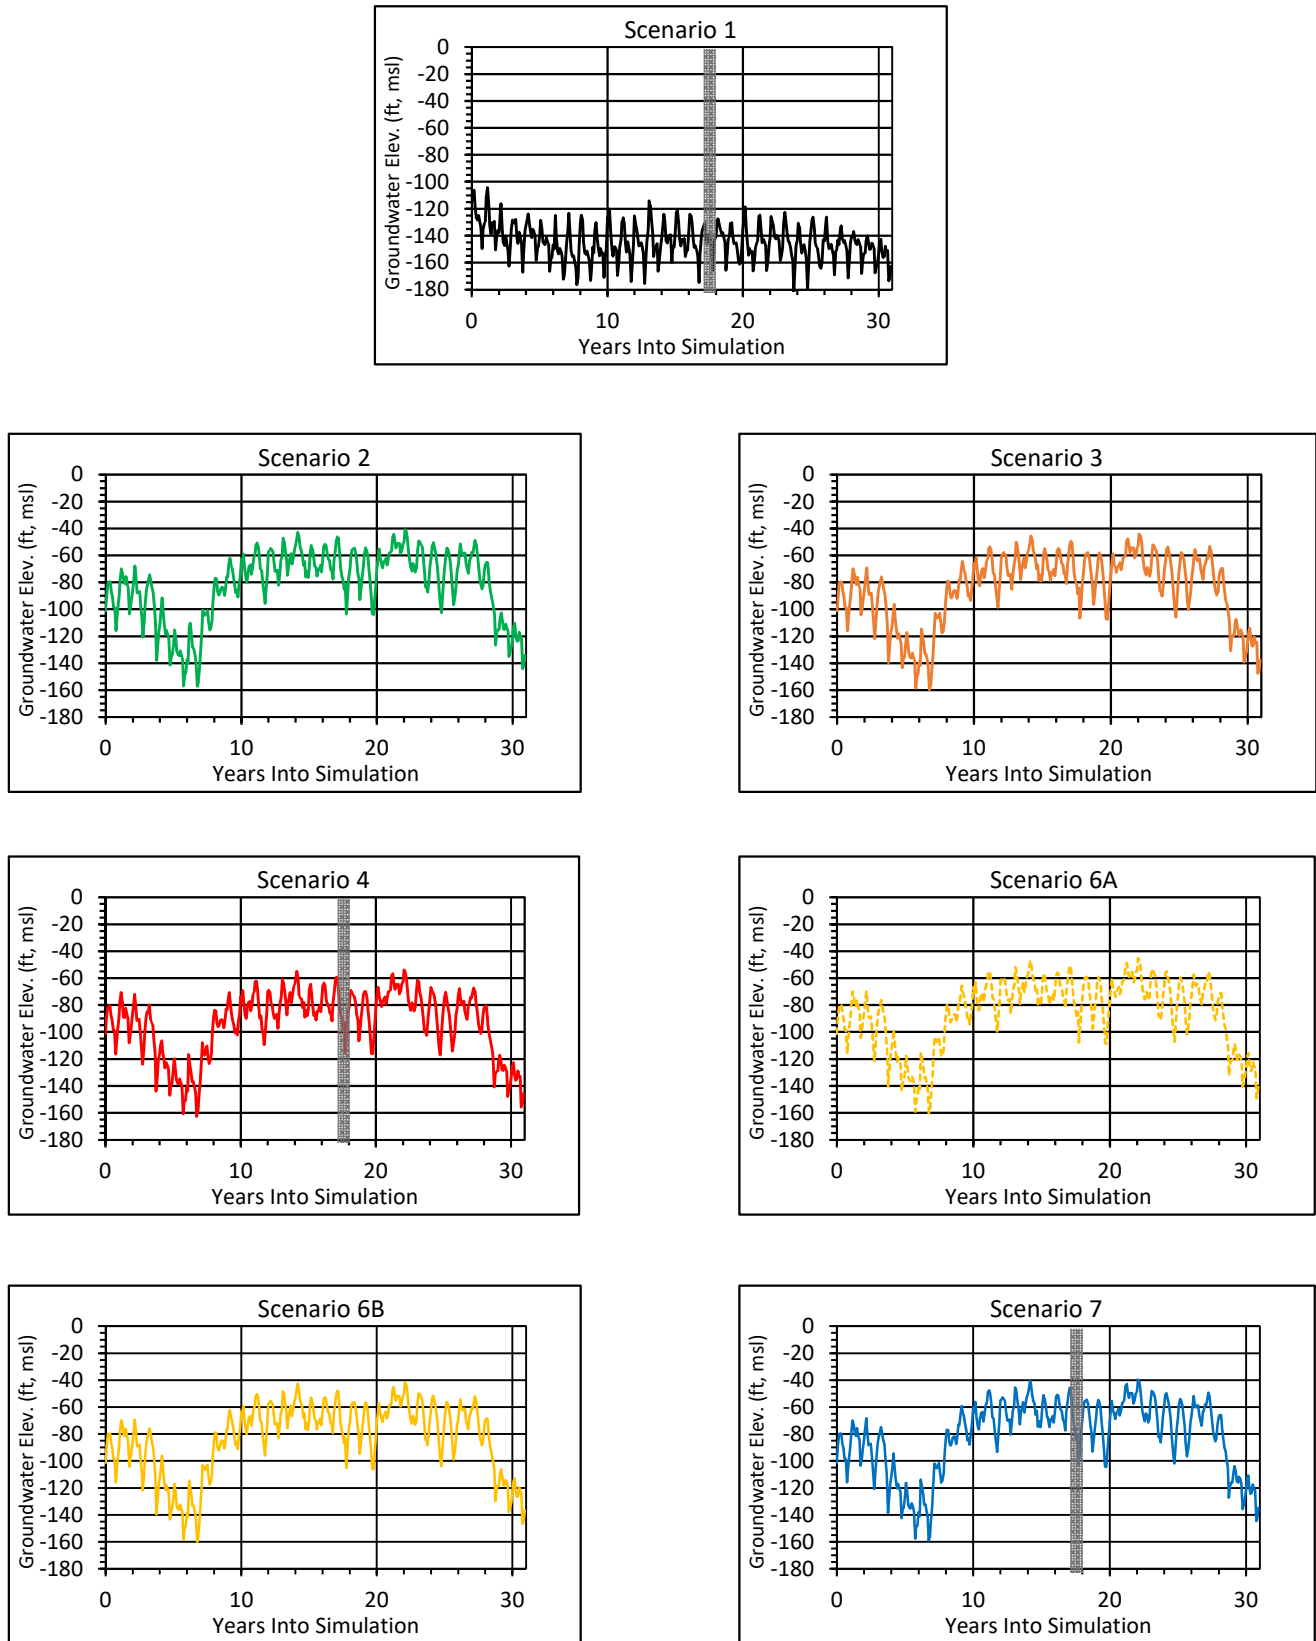 Scenario 1
Groundwater Elev. (ft, msl)
0
-20
-40
-60
-80
-100
-120
-140
-160
-180
0 10 20 30
Years Into Simulation
Scenario 2
Groundwater Elev. (ft, msl)
0
-20
-40
-60
-80
-100
-120
-140
-160
-180
0 10 20 30
Years Into Simulation
Scenario 3
Groundwater Elev. (ft, msl)
0
-20
-40
-60
-80
-100
-120
-140
-160
-180
0 10 20 30
Years Into Simulation
Scenario 4
Groundwater Elev. (ft, msl)
0
-20
-40
-60
-80
-100
-120
-140
-160
-180
0 10 20 30
Years Into Simulation
Scenario 6A
Groundwater Elev. (ft, msl)
0
-20
-40
-60
-80
-100
-120
-140
-160
-180
0 10 20 30
Years Into Simulation
Scenario 6B
Groundwater Elev. (ft, msl)
0
-20
-40
-60
-80
-100
-120
-140
-160
-180
0 10 20 30
Years Into Simulation
Scenario 7
Groundwater Elev. (ft, msl)
0
-20
-40
-60
-80
-100
-120
-140
-160
-180
0 10 20 30
Years Into Simulation